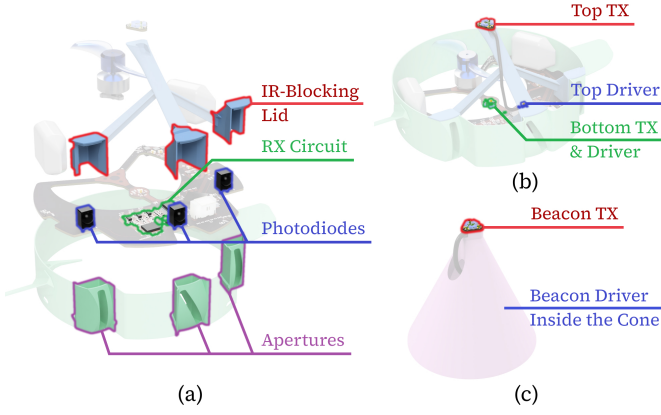 IR-Blocking
Lid
RX Circuit
Photodiodes
Apertures
(a)
Top TX
Top Driver
Bottom TX
& Driver
(b)
Beacon TX
Beacon Driver
Inside the Cone
(c)